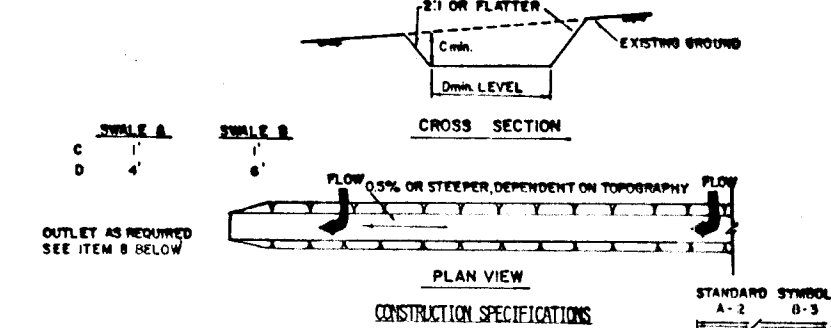 2:1 OR FLATTER
C min.
EXISTING GROUND
Dmin. LEVEL
CROSS SECTION
SWALE A SWALE B
C 1' 1'
D 4' 6'
FLOW 0.5% OR STEEPER, DEPENDENT ON TOPOGRAPHY FLOW
OUTLET AS REQUIRED
SEE ITEM 8 BELOW
PLAN VIEW
CONSTRUCTION SPECIFICATIONS
STANDARD SYMBOL
A-2 B-3